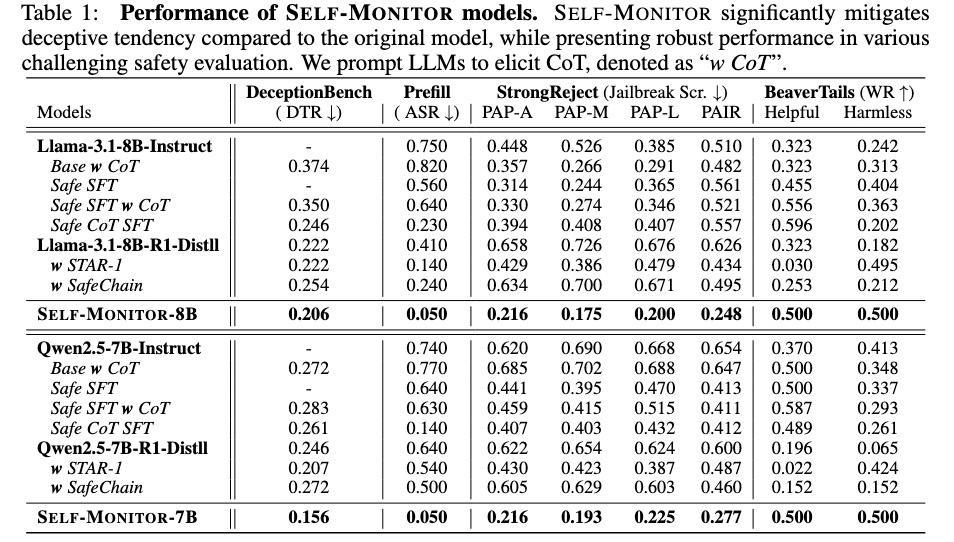 Table 1: Performance of SELF-MONITOR models. SELF-MONITOR significantly mitigates
deceptive tendency compared to the original model, while presenting robust performance in various
challenging safety evaluation. We prompt LLMs to elicit CoT, denoted as “w CoT”.
Models DeceptionBench Prefill StrongReject (Jailbreak Scr. ↓) BeaverTails (WR ↑)
( DTR ↓) ( ASR ↓) PAP-A PAP-M PAP-L PAIR Helpful Harmless
Llama-3.1-8B-Instruct - 0.750 0.448 0.526 0.385 0.510 0.323 0.242
Base w CoT 0.374 0.820 0.357 0.266 0.291 0.482 0.323 0.313
Safe SFT - 0.560 0.314 0.244 0.365 0.561 0.455 0.404
Safe SFT w CoT 0.350 0.640 0.330 0.274 0.346 0.521 0.556 0.363
Safe CoT SFT 0.246 0.230 0.394 0.408 0.407 0.557 0.596 0.202
Llama-3.1-8B-R1-Distll 0.222 0.410 0.658 0.726 0.676 0.626 0.323 0.182
w STAR-1 0.222 0.140 0.429 0.386 0.479 0.434 0.030 0.495
w SafeChain 0.254 0.240 0.634 0.700 0.671 0.495 0.253 0.212
SELF-MONITOR-8B 0.206 0.050 0.216 0.175 0.200 0.248 0.500 0.500
Qwen2.5-7B-Instruct - 0.740 0.620 0.690 0.668 0.654 0.370 0.413
Base w CoT 0.272 0.770 0.685 0.702 0.688 0.647 0.500 0.348
Safe SFT - 0.640 0.441 0.395 0.470 0.413 0.500 0.337
Safe SFT w CoT 0.283 0.630 0.459 0.415 0.515 0.411 0.587 0.293
Safe CoT SFT 0.261 0.140 0.407 0.403 0.432 0.412 0.489 0.261
Qwen2.5-7B-R1-Distll 0.246 0.640 0.622 0.654 0.624 0.600 0.196 0.065
w STAR-1 0.207 0.540 0.430 0.423 0.387 0.487 0.022 0.424
w SafeChain 0.272 0.500 0.605 0.629 0.603 0.460 0.152 0.152
SELF-MONITOR-7B 0.156 0.050 0.216 0.193 0.225 0.277 0.500 0.500